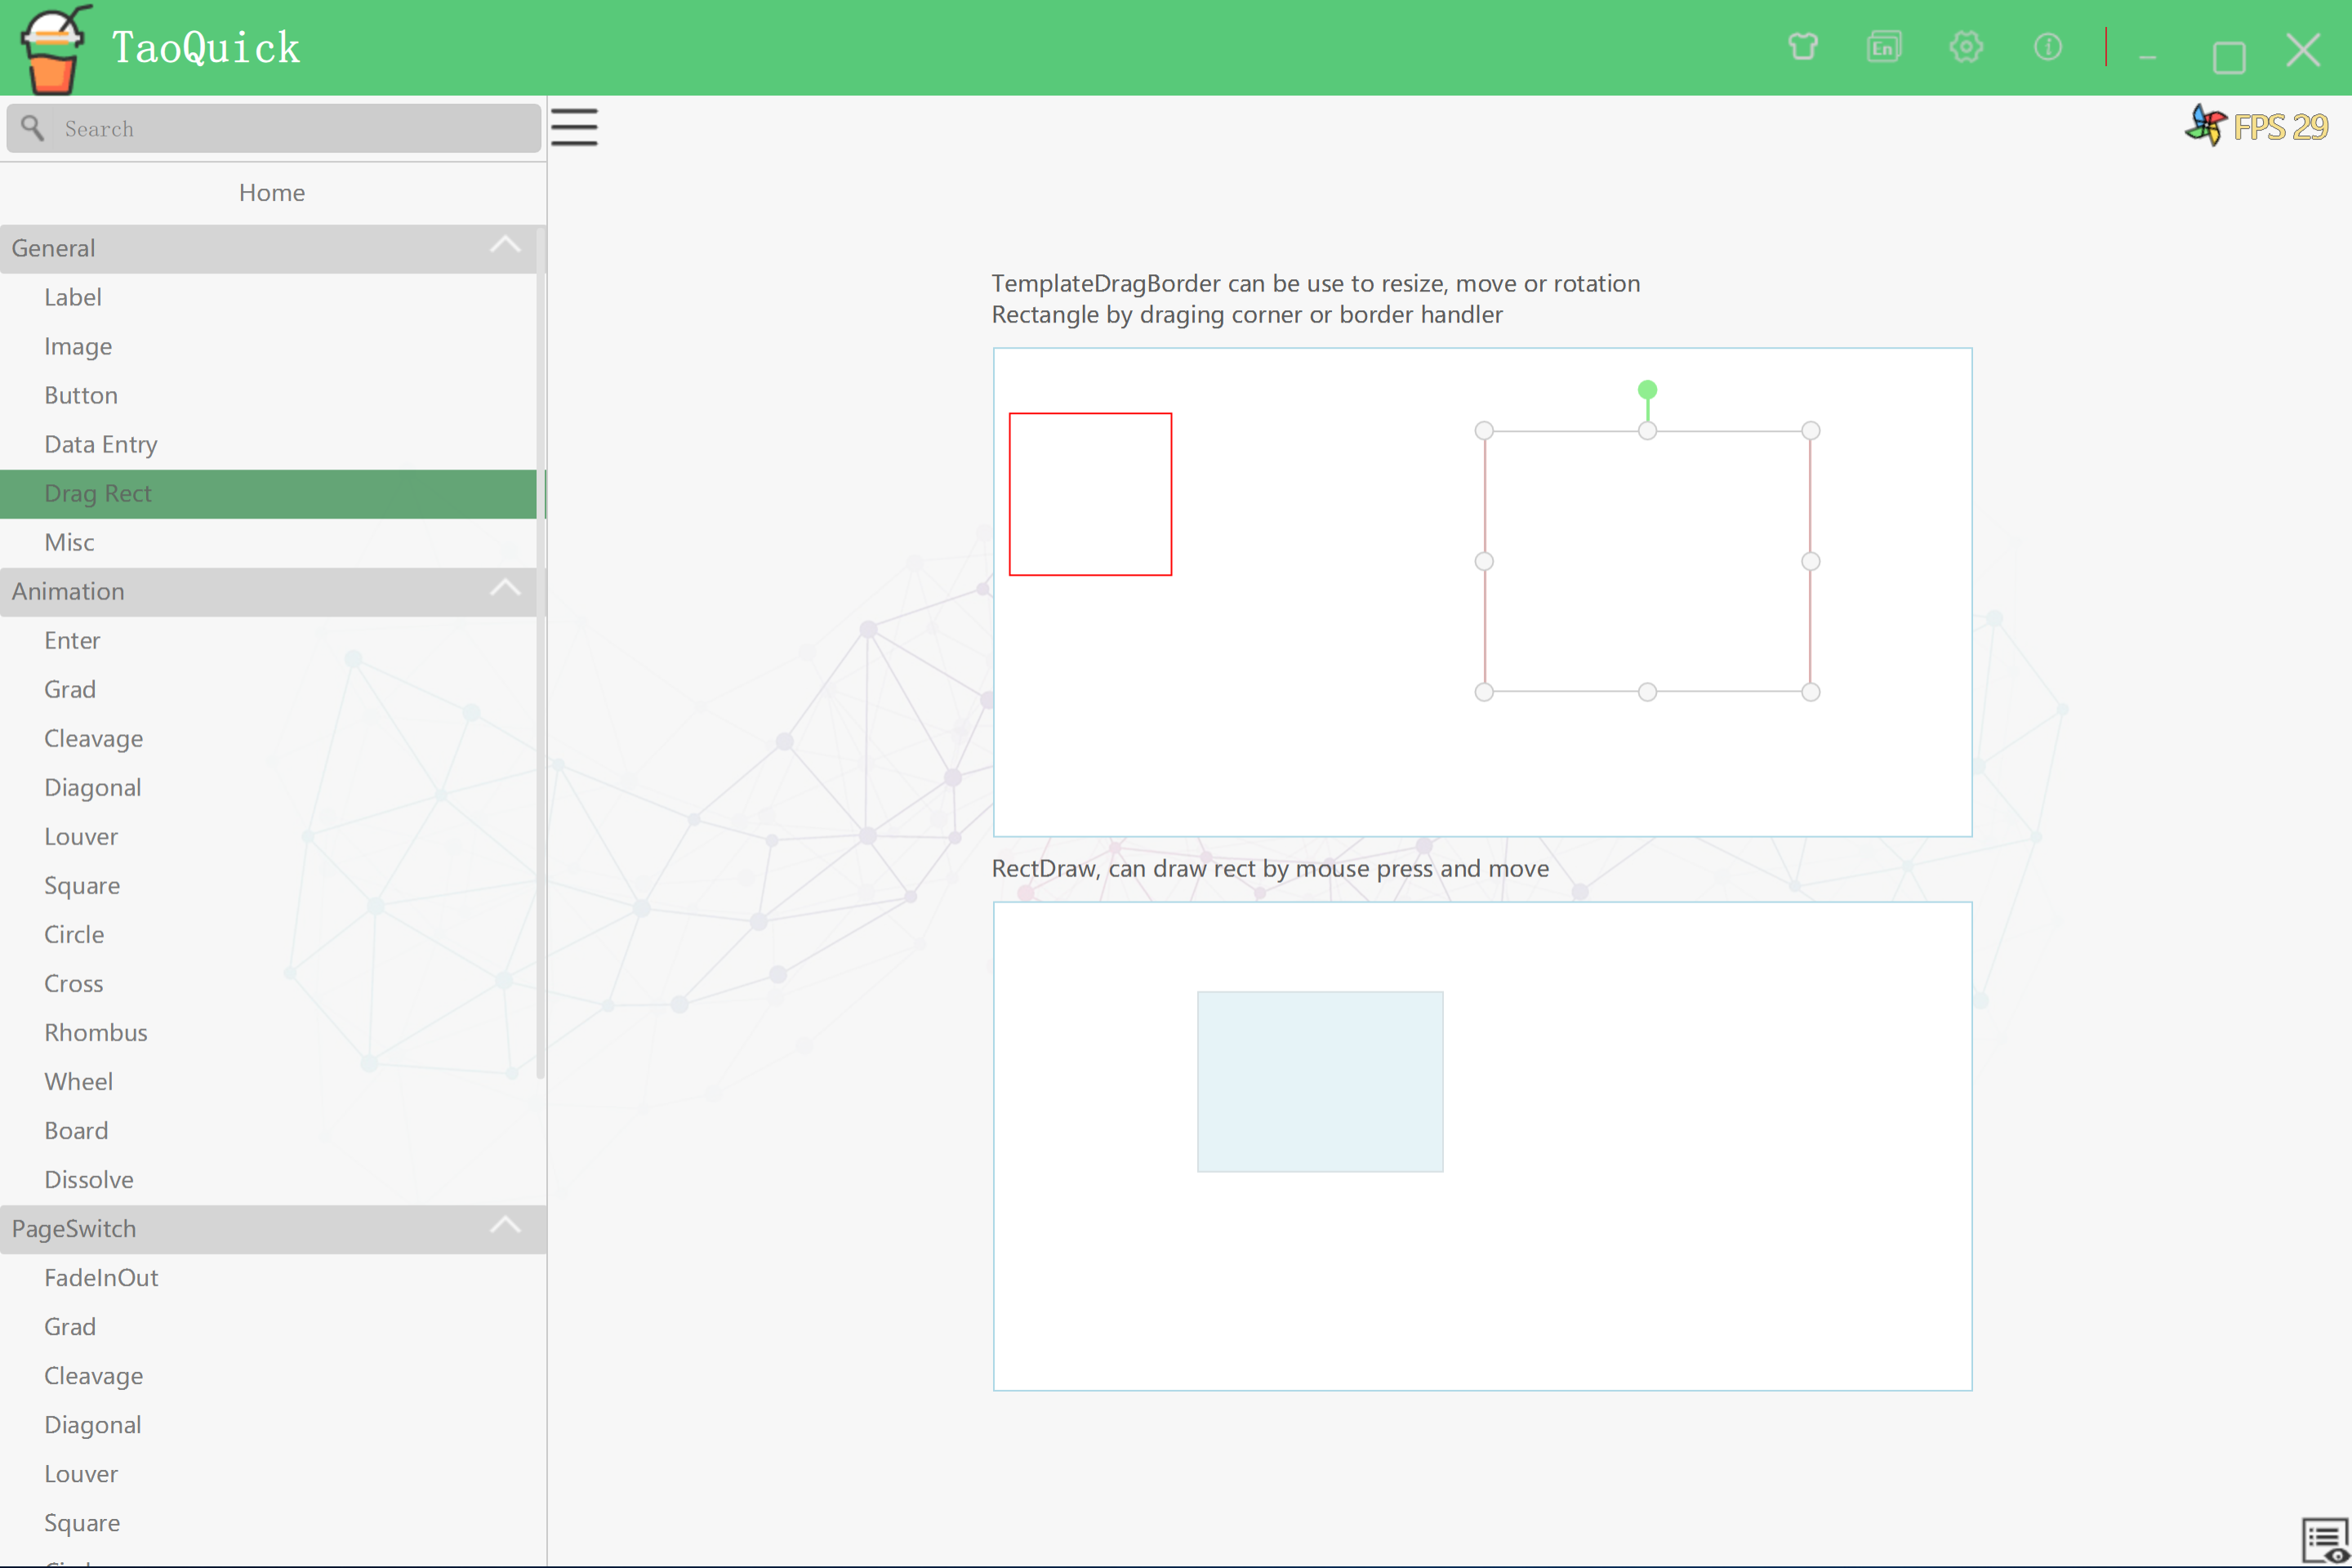 TaoQuick
En
Search
FPS 29
Home
General
Label
Image
Button
Data Entry
Drag Rect
Misc
Animation
Enter
Grad
Cleavage
Diagonal
Louver
Square
Circle
Cross
Rhombus
Wheel
Board
Dissolve
PageSwitch
FadeInOut
Grad
Cleavage
Diagonal
Louver
Square
TemplateDragBorder can be use to resize, move or rotation
Rectangle by draging corner or border handler
RectDraw, can draw rect by mouse press and move